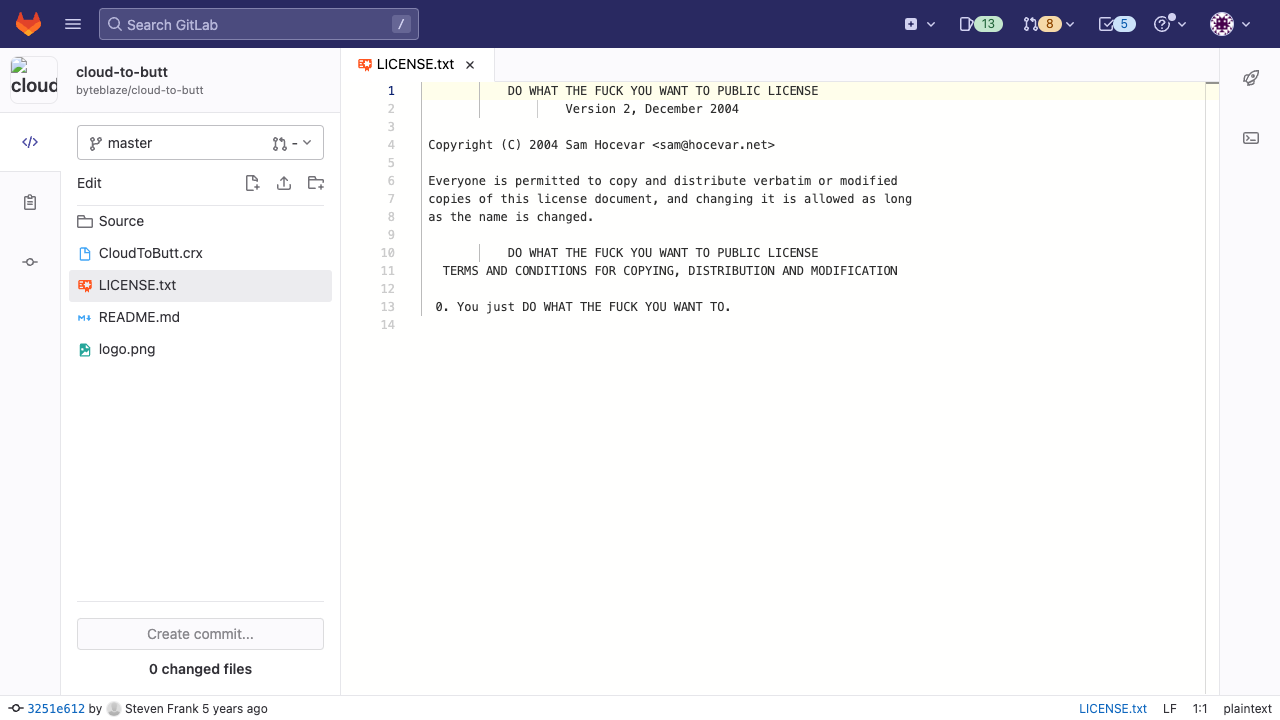 Search GitLab
/
13
8
5
cloud
cloud-to-butt
byteblaze/cloud-to-butt
master
-
Edit
Source
CloudToButt.crx
LICENSE.txt
README.md
logo.png
Create commit...
0 changed files
LICENSE.txt
1 DO WHAT THE FUCK YOU WANT TO PUBLIC LICENSE
2 Version 2, December 2004
3
4 Copyright (C) 2004 Sam Hocevar <sam@hocevar.net>
5
6 Everyone is permitted to copy and distribute verbatim or modified
7 copies of this license document, and changing it is allowed as long
8 as the name is changed.
9
10 DO WHAT THE FUCK YOU WANT TO PUBLIC LICENSE
11 TERMS AND CONDITIONS FOR COPYING, DISTRIBUTION AND MODIFICATION
12
13 0. You just DO WHAT THE FUCK YOU WANT TO.
14
3251e612 by Steven Frank 5 years ago
LICENSE.txt LF 1:1 plaintext